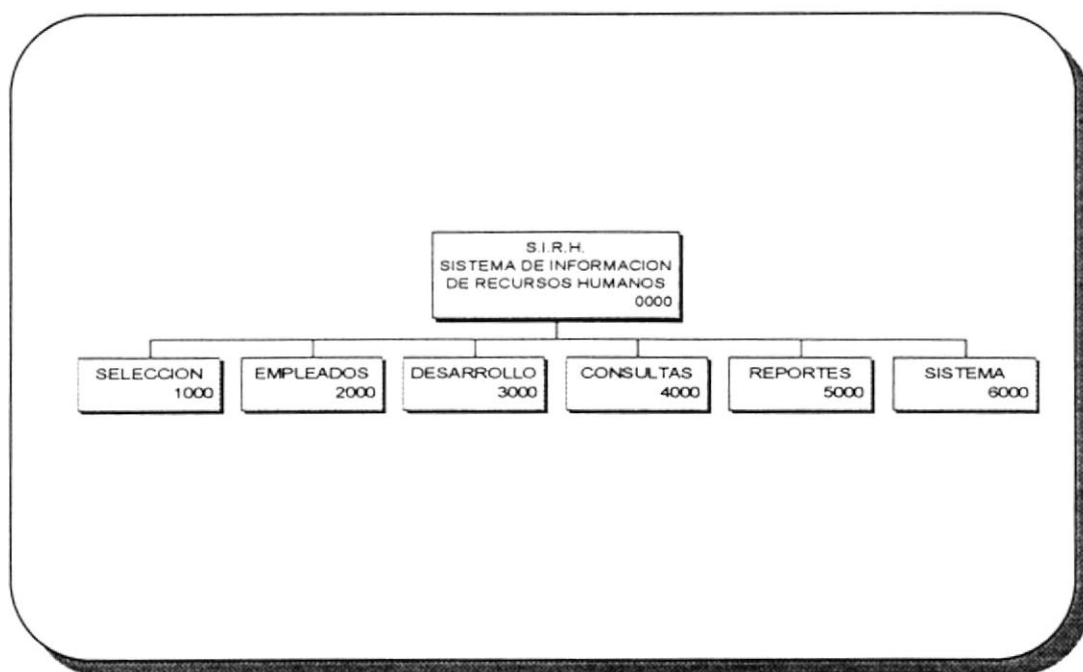 S.I.R.H.
SISTEMA DE INFORMACION
DE RECURSOS HUMANOS
0000
SELECCION
1000
EMPLEADOS
2000
DESARROLLO
3000
CONSULTAS
4000
REPORTES
5000
SISTEMA
6000